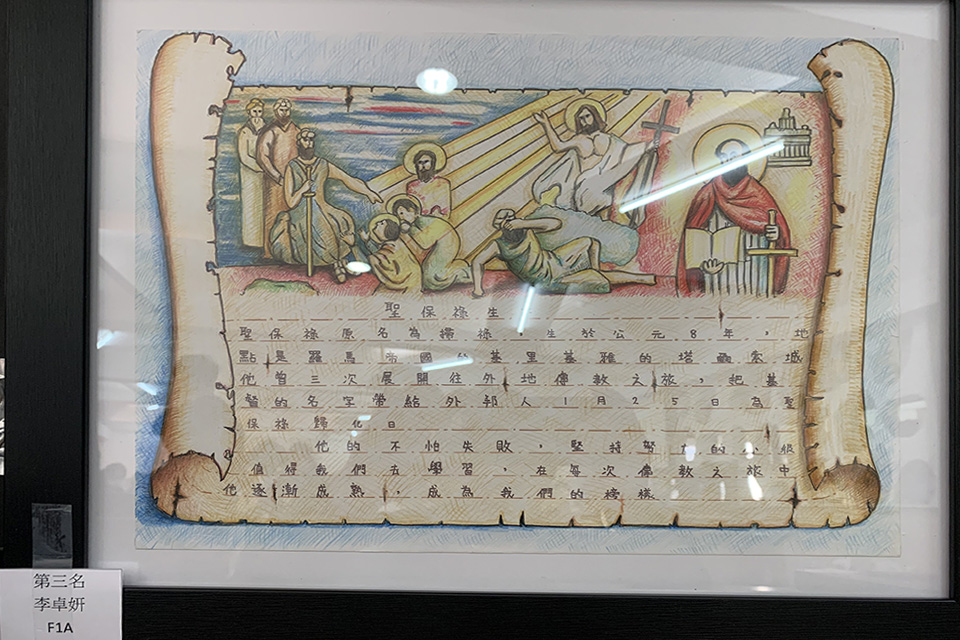 聖保祿生
聖保祿原名為掃祿,生於公元8年,地
點是羅馬帝國 基里基雅的塔爾索城
他曾三次展開往外地傳教之旅,把基
督的名字帶給外邦人1月25日為聖
保祿歸化日
他的不怕失敗,堅持努力的 很
值得我們去學習,在每次傳教之旅中
他逐漸成熟,成為我們的榜樣
第三名
李卓妍
F1A